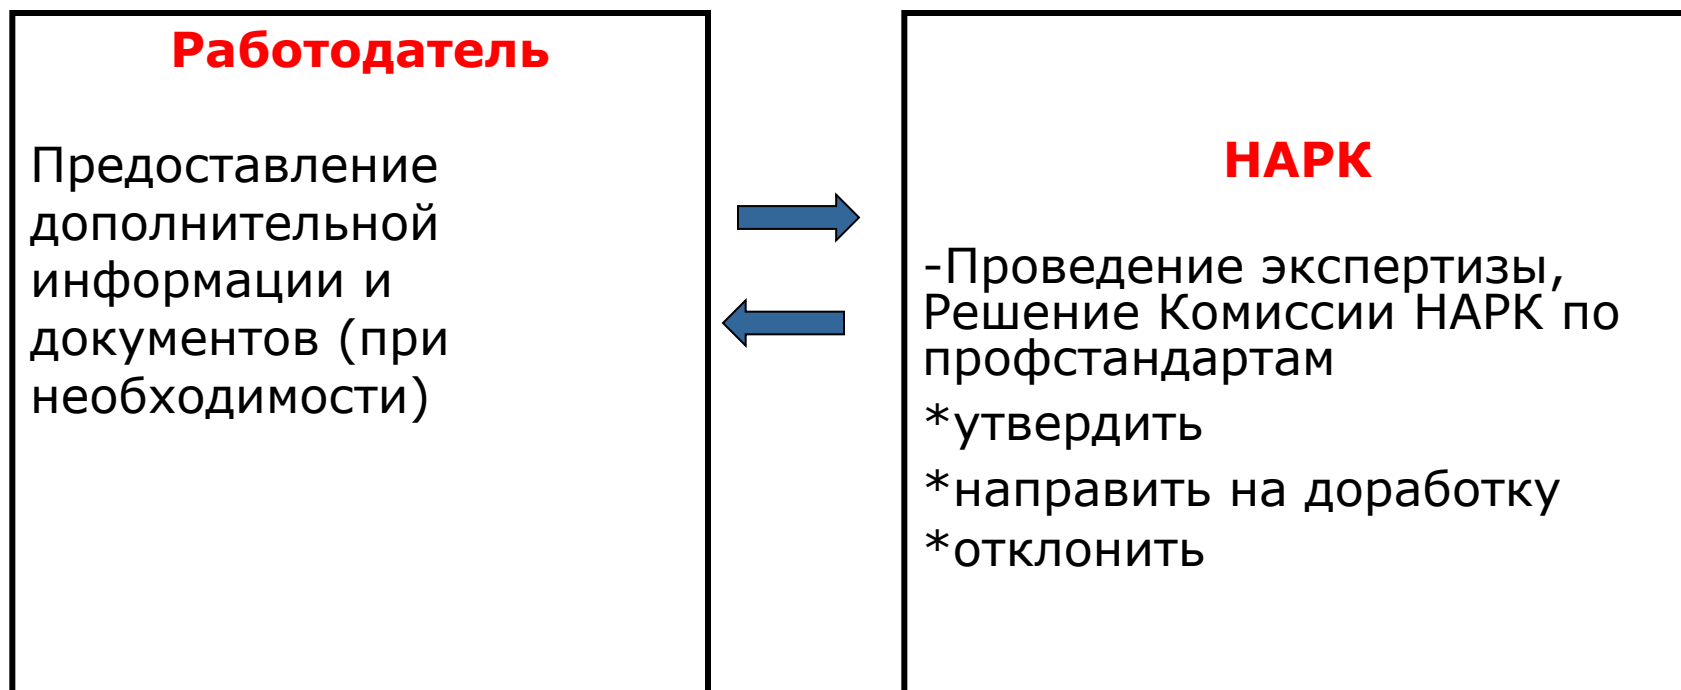 Работодатель
Предоставление
дополнительной
информации и
документов (при
необходимости)
НАРК
-Проведение экспертизы,
Решение Комиссии НАРК по
профстандартам
*утвердить
*направить на доработку
*отклонить